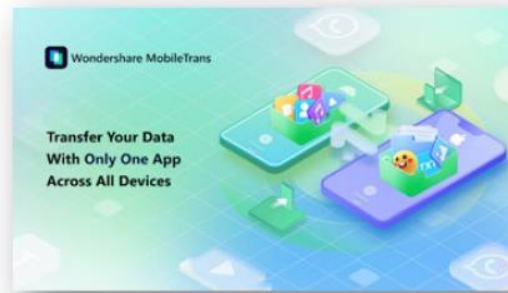 Wondershare MobileTrans
Transfer Your Data
With Only One App
Across All Devices